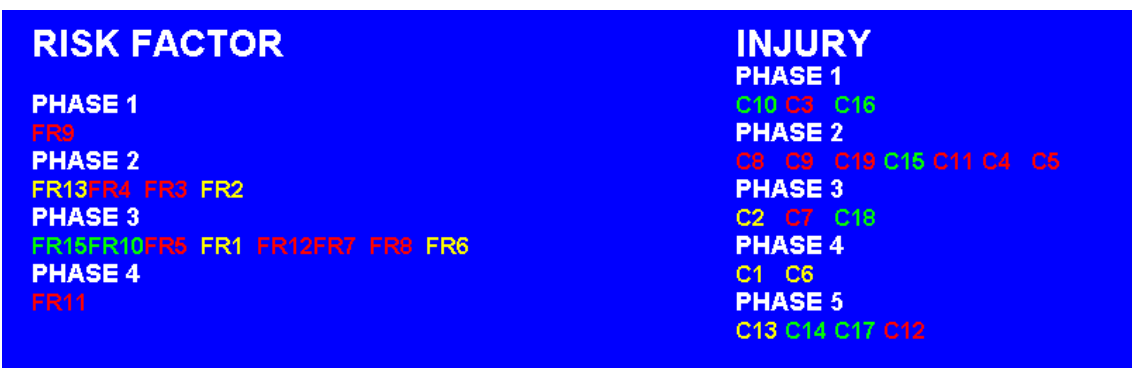 RISK FACTOR
PHASE 1
FR9
PHASE 2
FR13FR4 FR3 FR2
PHASE 3
FR15FR10FR5 FR1 FR12FR7 FR8 FR6
PHASE 4
FR11
INJURY
PHASE 1
C10 C3 C16
PHASE 2
C8 C9 C19 C15 C11 C4 C5
PHASE 3
C2 C7 C18
PHASE 4
C1 C6
PHASE 5
C13 C14 C17 C12